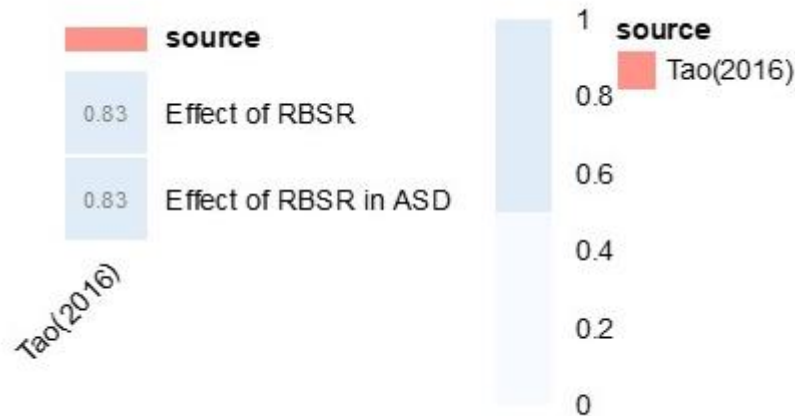 source
0.83 Effect of RBSR
0.83 Effect of RBSR in ASD
Tao(2016)
1
0.8
0.6
0.4
0.2
0
source
Tao(2016)